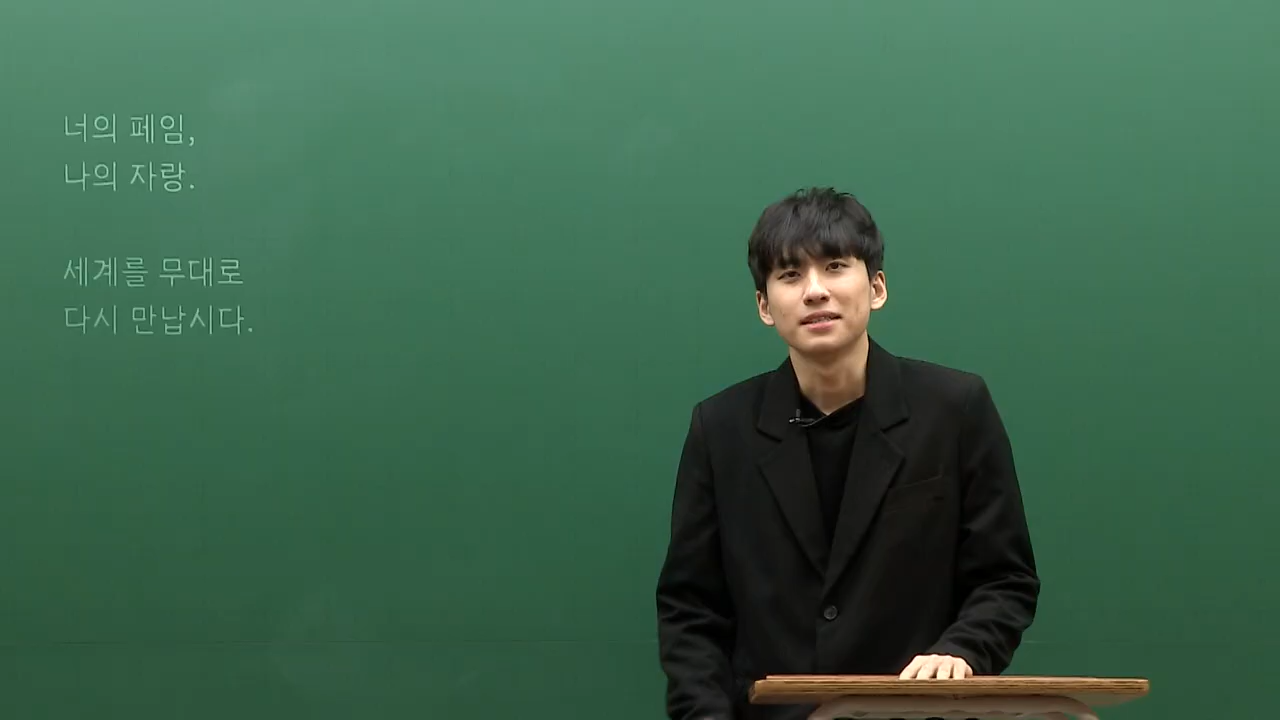 너의 페임,
나의 자랑.
세계를 무대로
다시 만납시다.